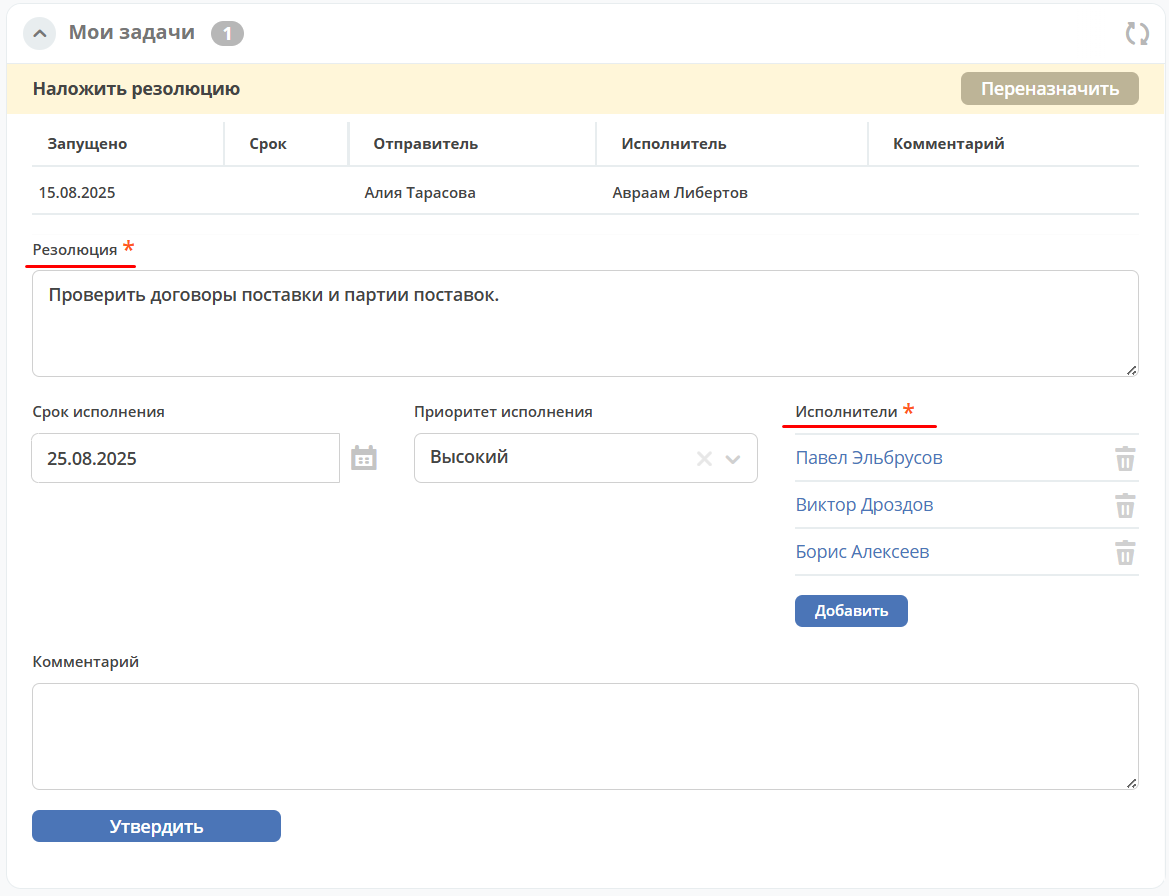 Мои задачи 1
Наложить резолюцию Переназначить
Запущено Срок Отправитель Исполнитель Комментарий
15.08.2025 Алия Тарасова Авраам Либертов
Резолюция *
Проверить договоры поставки и партии поставок.
Срок исполнения Приоритет исполнения Исполнители *
25.08.2025 Высокий Павел Эльбрусов
Виктор Дроздов
Борис Алексеев
Добавить
Комментарий
Утвердить